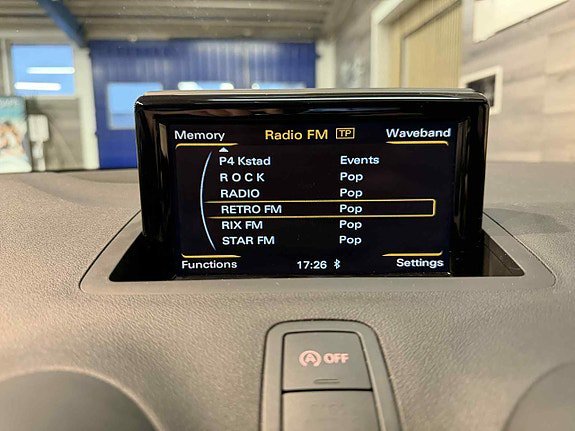 Memory Radio FM TP Waveband
P4 Kstad Events
R O C K Pop
RADIO Pop
RETRO FM Pop
RIX FM Pop
STAR FM Pop
Functions 17:26 Settings
A OFF